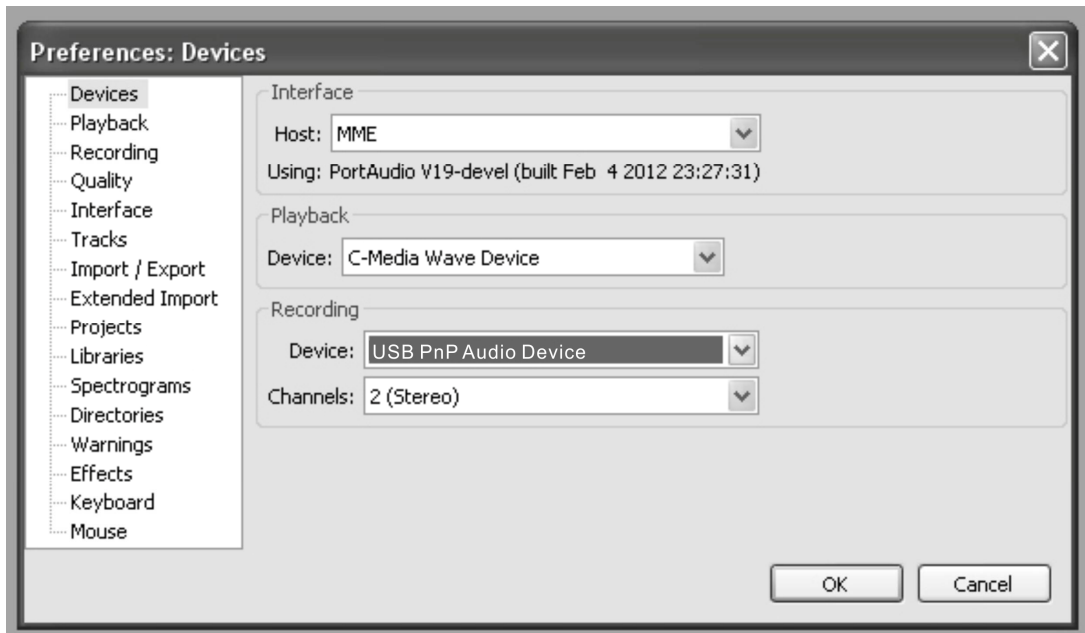 Preferences: Devices
Devices
Playback
Recording
Quality
Interface
Tracks
Import / Export
Extended Import
Projects
Libraries
Spectrograms
Directories
Warnings
Effects
Keyboard
Mouse
Interface
Host: MME
Using: PortAudio V19-devel (built Feb  4 2012 23:27:31)
Playback
Device: C-Media Wave Device
Recording
Device: USB PnP Audio Device
Channels: 2 (Stereo)
OK Cancel